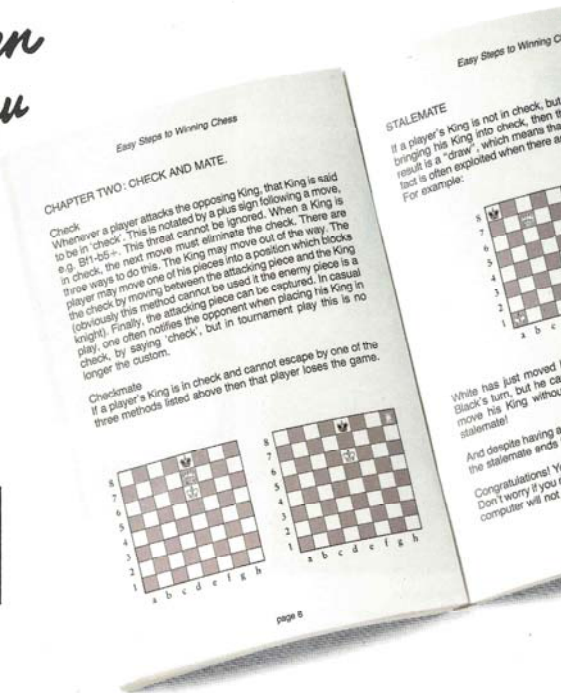 Easy Steps to Winning Chess
CHAPTER TWO: CHECK AND MATE.
Check
Whenever a player attacks the opposing King, that King is said
to be in 'check'. This is notated by a plus sign following a move,
e.g. Bf1-b5+. This threat cannot be ignored. When a King is
in check, the next move must eliminate the check. There are
three ways to do this. The King may move out of the way. The
player may move one of his pieces into a position which blocks
the check by moving between the attacking piece and the King
(obviously this method cannot be used it the enemy piece is a
knight). Finally, the attacking piece can be captured. In casual
play, one often notifies the opponent when placing his King in
check, by saying 'check', but in tournament play this is no
longer the custom.
Checkmate
If a player's King is in check and cannot escape by one of the
three methods listed above then that player loses the game.
8
7
6
5
4
3
2
1
a b c d e f g h
8
7
6
5
4
3
2
1
a b c d e f g h
page 6
Easy Steps to Winning
STALEMATE
If a player's King is not in check, but
bringing his King into check, then
result is a "draw", which means
fact is often exploited when there
For example:
8
7
6
5
4
3
2
1
a b c
White has just moved
Black's turn, but he
move his King
stalemate!
And despite having
the stalemate ends
Congratulations!
Don't worry if you
computer will not